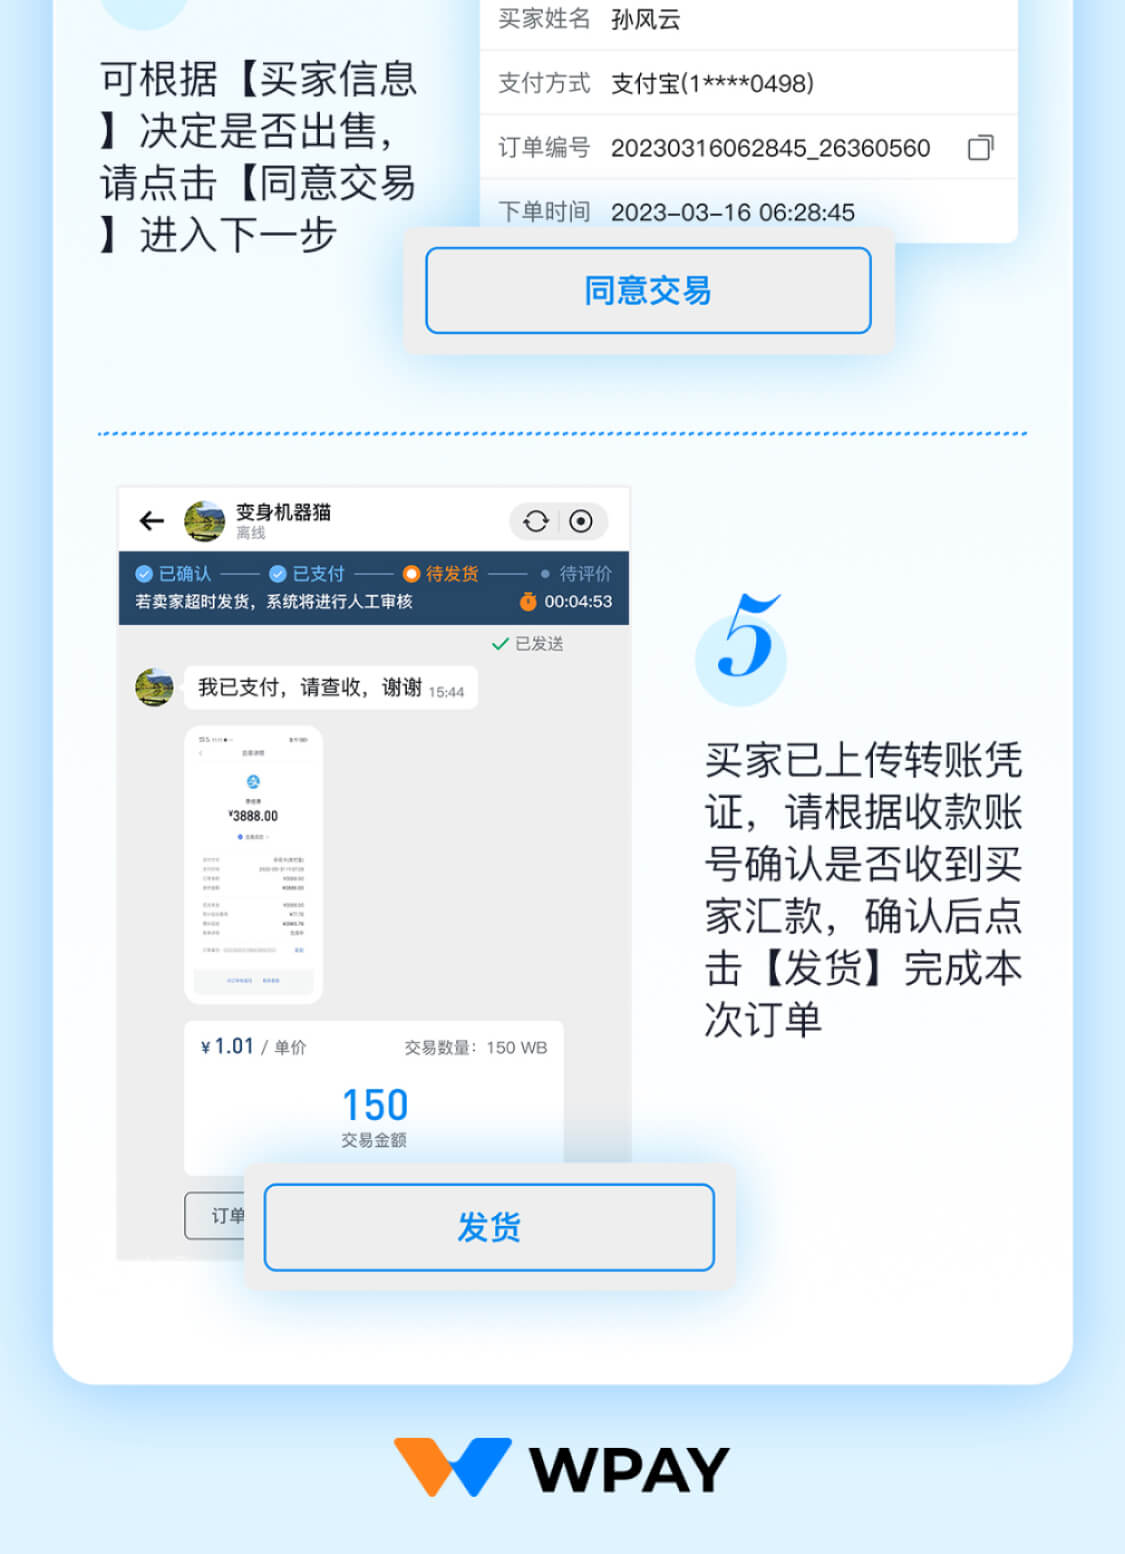 买家姓名 孙风云
支付方式 支付宝(1****0498)
订单编号 20230316062845_26360560
下单时间 2023-03-16 06:28:45
可根据【买家信息
】决定是否出售，
请点击【同意交易
】进入下一步
同意交易
变身机器猫
离线
已确认 已支付 待发货 待评价
若卖家超时发货，系统将进行人工审核 00:04:53
已发送
我已支付，请查收，谢谢 15:44
¥3888.00
¥1.01 / 单价 交易数量：150 WB
150
交易金额
订单
发货
5
买家已上传转账凭
证，请根据收款账
号确认是否收到买
家汇款，确认后点
击【发货】完成本
次订单
WPAY